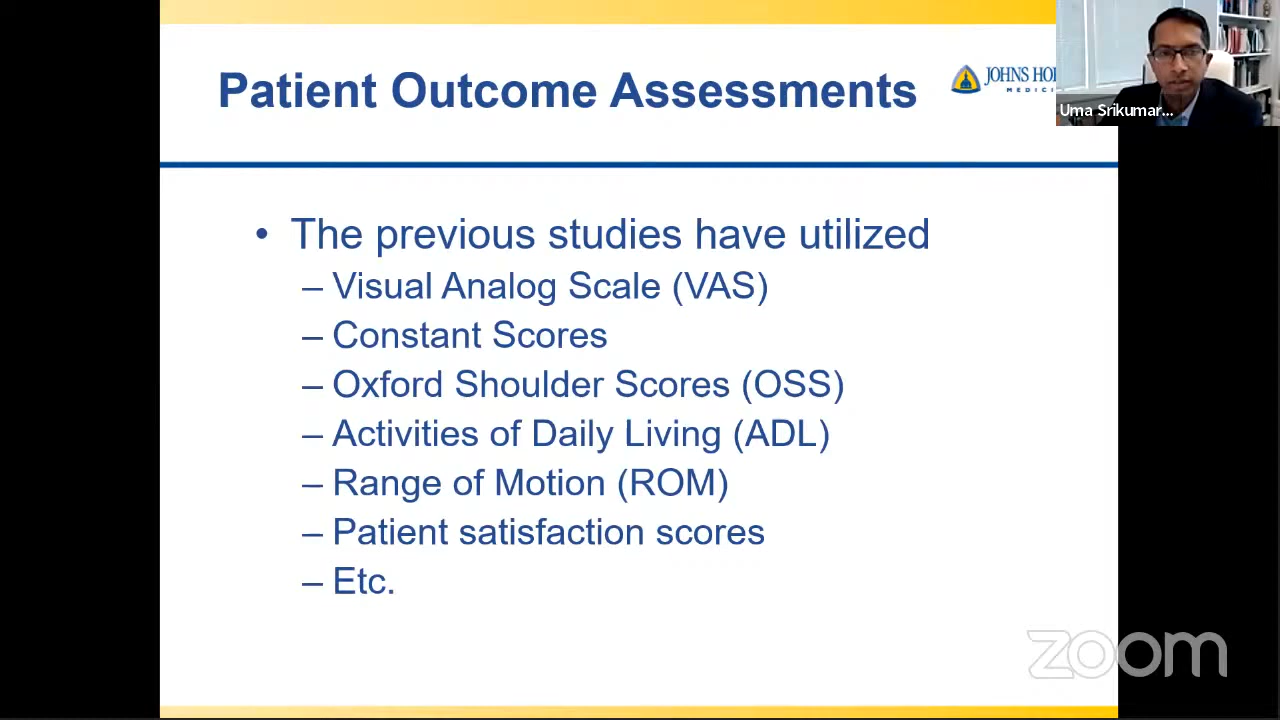 Patient Outcome Assessments
JOHNS HO
MEDICI
Uma Srikumar...
• The previous studies have utilized
– Visual Analog Scale (VAS)
– Constant Scores
– Oxford Shoulder Scores (OSS)
– Activities of Daily Living (ADL)
– Range of Motion (ROM)
– Patient satisfaction scores
– Etc.
zoom